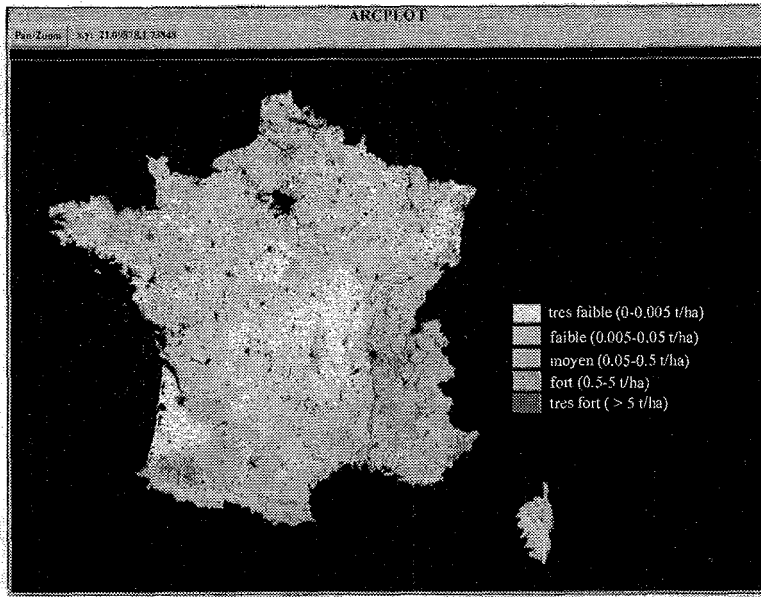 ARCPLOT
Pan/Zoom
tres faible (0-0.005 t/ha)
faible (0.005-0.05 t/ha)
moyen (0.05-0.5 t/ha)
fort (0.5-5 t/ha)
tres fort ( > 5 t/ha)